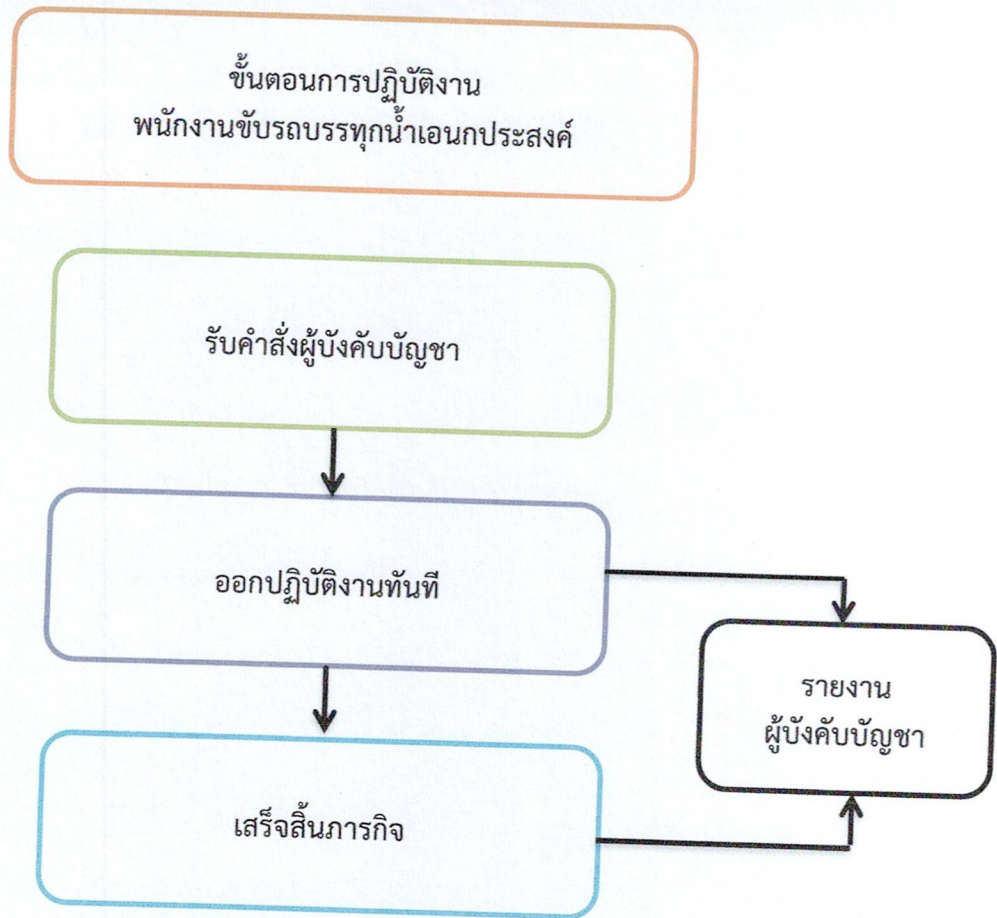 ขั้นตอนการปฏิบัติงาน
พนักงานขับรถบรรทุกน้ำเอนกประสงค์
รับคำสั่งผู้บังคับบัญชา
ออกปฏิบัติงานทันที
รายงาน
ผู้บังคับบัญชา
เสร็จสิ้นภารกิจ